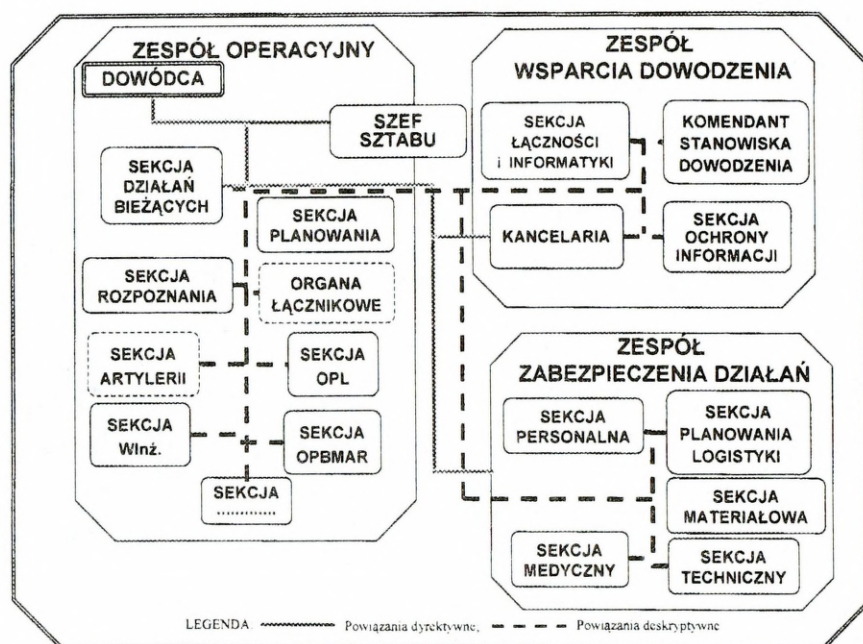 ZESPÓŁ OPERACYJNY
DOWÓDCA
SZEF
SZTABU
SEKCJA
DZIAŁAŃ
BIEŻĄCYCH
SEKCJA
PLANOWANIA
SEKCJA
ROZPOZNANIA
ORGANA
ŁĄCZNIKOWE
SEKCJA
ARTYLERII
SEKCJA
OPL
SEKCJA
WInż.
SEKCJA
OPBMAR
SEKCJA
..............
ZESPÓŁ
WSPARCIA DOWODZENIA
SEKCJA
ŁĄCZNOŚCI
i INFORMATYKI
KOMENDANT
STANOWISKA
DOWODZENIA
KANCELARIA
SEKCJA
OCHRONY
INFORMACJI
ZESPÓŁ
ZABEZPIECZENIA DZIAŁAŃ
SEKCJA
PERSONALNA
SEKCJA
PLANOWANIA
LOGISTYKI
SEKCJA
MATERIAŁOWA
SEKCJA
MEDYCZNY
SEKCJA
TECHNICZNY
LEGENDA Powiązania dyrektywne, Powiązania deskryptywne